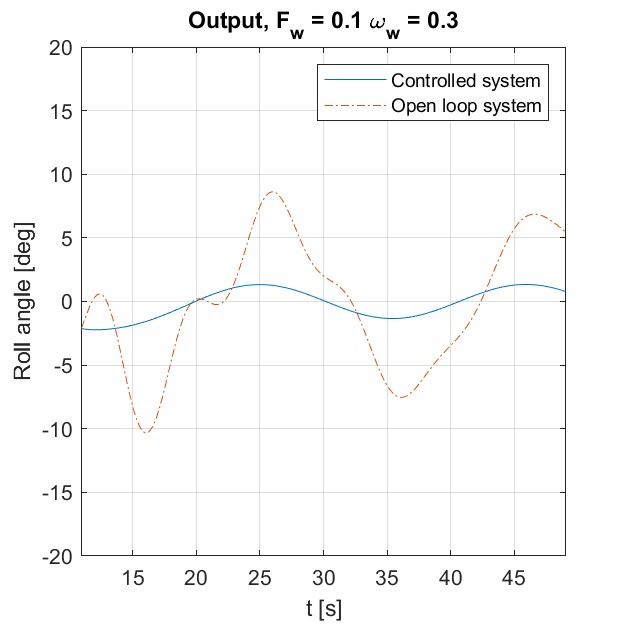 Output, F_w = 0.1 ω_w = 0.3
20
15
10
5
0
-5
-10
-15
-20
Roll angle [deg]
Controlled system
Open loop system
15 20 25 30 35 40 45
t [s]